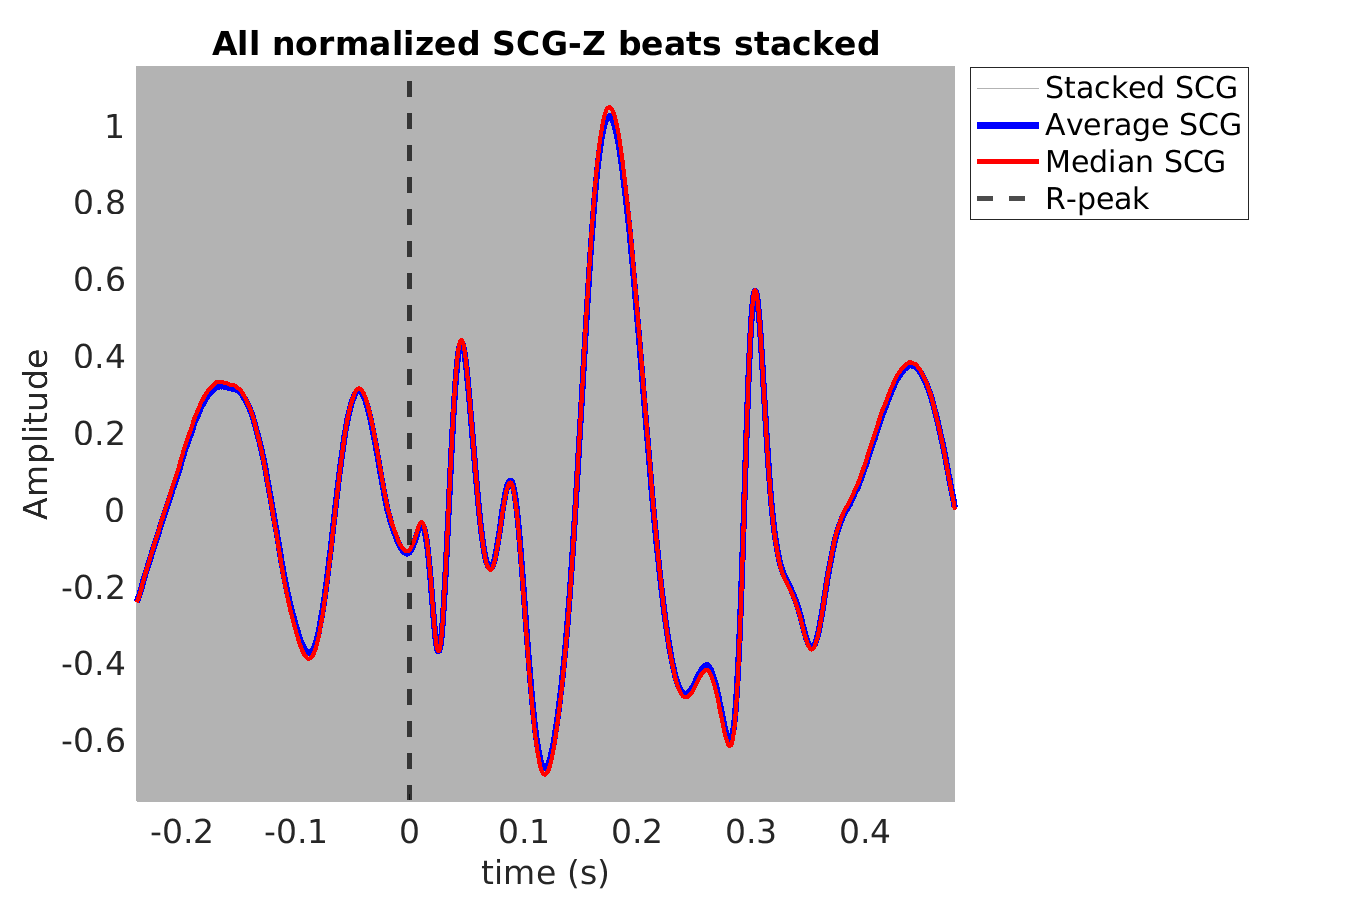 All normalized SCG-Z beats stacked
Stacked SCG
Average SCG
Median SCG
R-peak
Amplitude
1
0.8
0.6
0.4
0.2
0
-0.2
-0.4
-0.6
-0.2 -0.1 0 0.1 0.2 0.3 0.4
time (s)